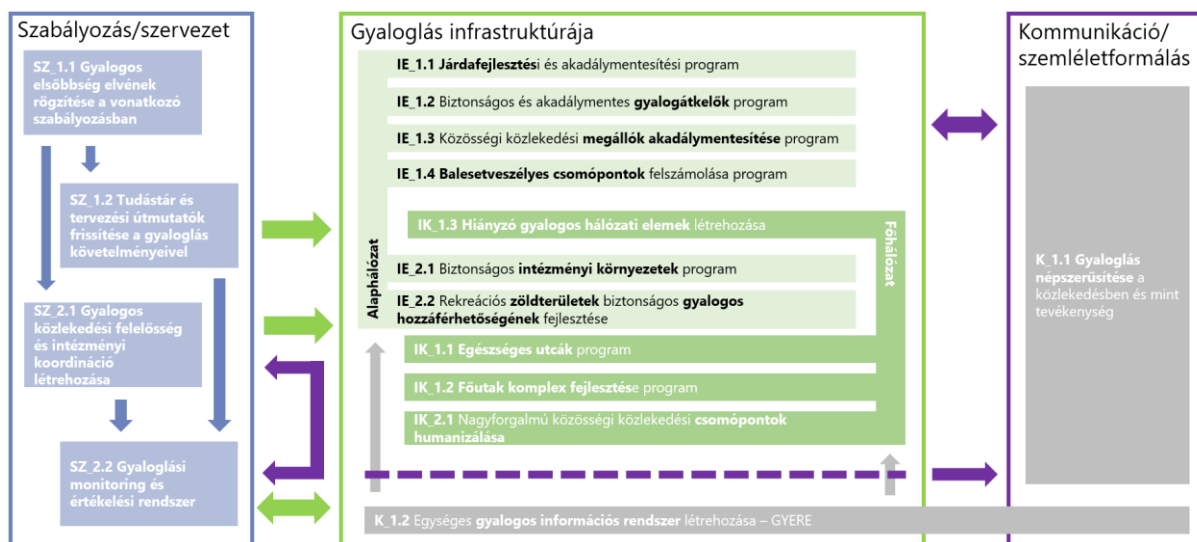 Szabályozás/szervezet
SZ_1.1 Gyalogos
elsőbbség elvének
rögzítése a vonatkozó
szabályozásban
SZ_1.2 Tudástár és
tervezési útmutatók
frissítése a gyaloglás
követelményeivel
SZ_2.1 Gyalogos
közlekedési felelősség
és intézményi
koordináció
létrehozása
SZ_2.2 Gyaloglási
monitoring és
értékelési rendszer
Gyaloglás infrastruktúrája
Alaphálózat
IE_1.1 Járdafejlesztési és akadálymentesítési program
IE_1.2 Biztonságos és akadálymentes gyalogátkelők program
IE_1.3 Közösségi közlekedési megállók akadálymentesítése program
IE_1.4 Balesetveszélyes csomópontok felszámolása program
IK_1.3 Hiányzó gyalogos hálózati elemek létrehozása
Főhálózat
IE_2.1 Biztonságos intézményi környezetek program
IE_2.2 Rekreációs zöldterületek biztonságos gyalogos
hozzáférhetőségének fejlesztése
IK_1.1 Egészséges utcák program
IK_1.2 Főutak komplex fejlesztése program
IK_2.1 Nagyforgalmú közösségi közlekedési csomópontok
humanizálása
K_1.2 Egységes gyalogos információs rendszer létrehozása – GYERE
Kommunikáció/
szemléletformálás
K_1.1 Gyaloglás
népszerűsítése a
közlekedésben és mint
tevékenység